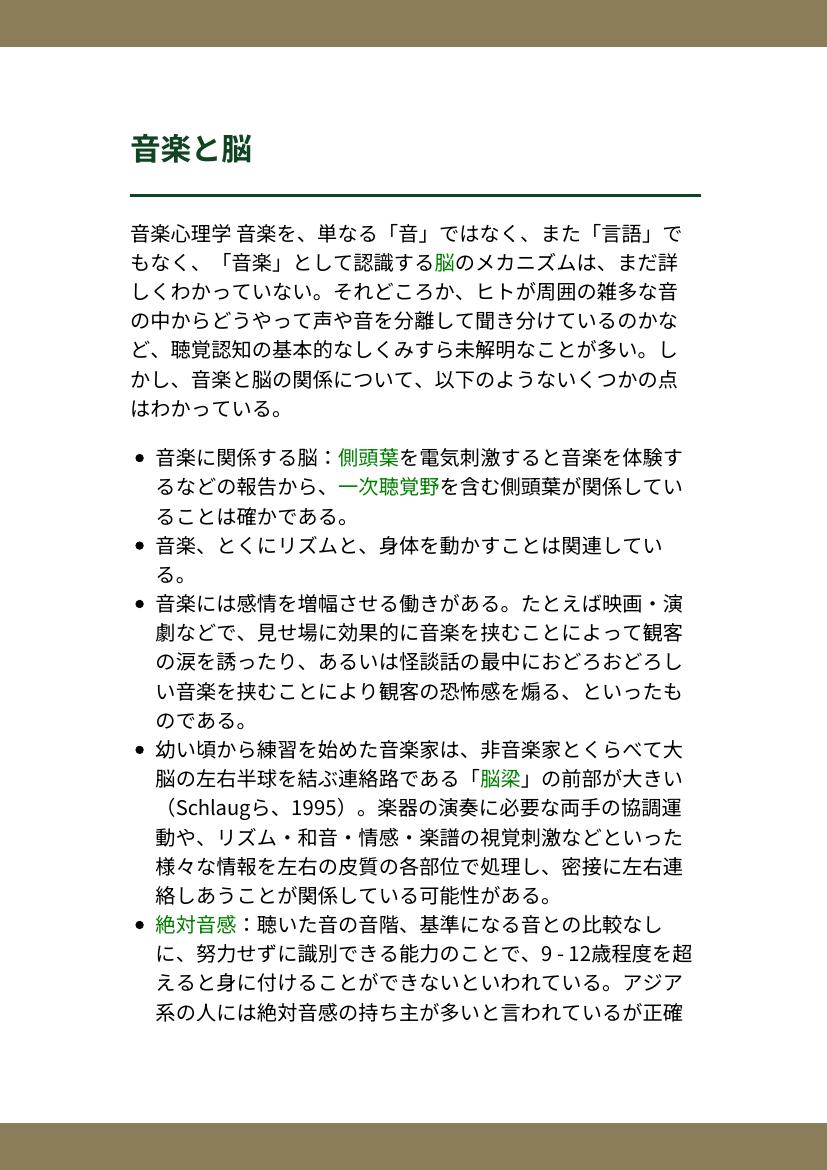 音楽と脳
音楽心理学 音楽を、単なる「音」ではなく、また「言語」で
もなく、「音楽」として認識する脳のメカニズムは、まだ詳
しくわかっていない。それどころか、ヒトが周囲の雑多な音
の中からどうやって声や音を分離して聞き分けているのかな
ど、聴覚認知の基本的なしくみすら未解明なことが多い。し
かし、音楽と脳の関係について、以下のようないくつかの点
はわかっている。
• 音楽に関係する脳：側頭葉を電気刺激すると音楽を体験す
るなどの報告から、一次聴覚野を含む側頭葉が関係してい
ることは確かである。
• 音楽、とくにリズムと、身体を動かすことは関連してい
る。
• 音楽には感情を増幅させる働きがある。たとえば映画・演
劇などで、見せ場に効果的に音楽を挟むことによって観客
の涙を誘ったり、あるいは怪談話の最中におどろおどろし
い音楽を挟むことにより観客の恐怖感を煽る、といったも
のである。
• 幼い頃から練習を始めた音楽家は、非音楽家とくらべて大
脳の左右半球を結ぶ連絡路である「脳梁」の前部が大きい
（Schlaugら、1995）。楽器の演奏に必要な両手の協調運
動や、リズム・和音・情感・楽譜の視覚刺激などといった
様々な情報を左右の皮質の各部位で処理し、密接に左右連
絡しあうことが関係している可能性がある。
• 絶対音感：聴いた音の音階、基準になる音との比較なし
に、努力せずに識別できる能力のことで、9 - 12歳程度を超
えると身に付けることができないといわれている。アジア
系の人には絶対音感の持ち主が多いと言われているが正確